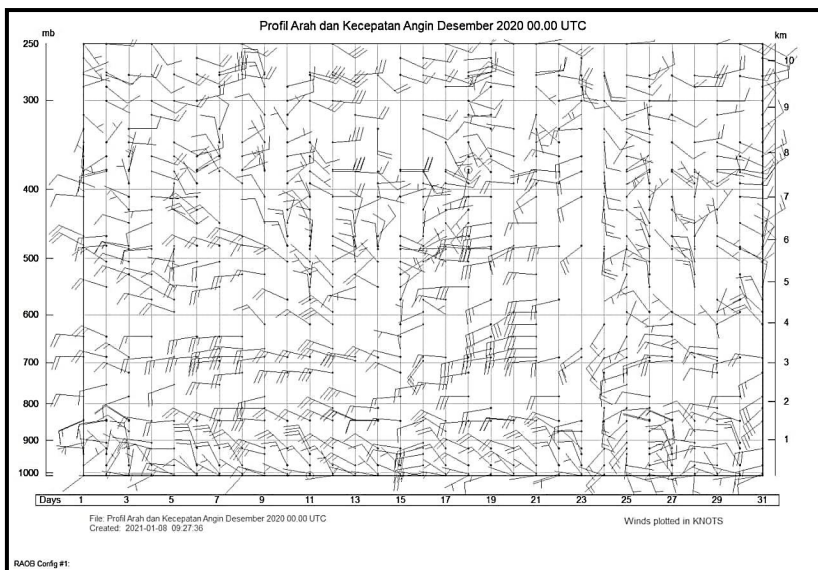 Profil Arah dan Kecepatan Angin Desember 2020 00.00 UTC
mb
km
250
300
400
500
600
700
800
900
1000
10
9
8
7
6
5
4
3
2
1
Days 1 3 5 7 9 11 13 15 17 19 21 23 25 27 29 31
File: Profil Arah dan Kecepatan Angin Desember 2020 00.00 UTC
Created: 2021-01-08 09:27:36
Winds plotted in KNOTS
RAOB Config #1: